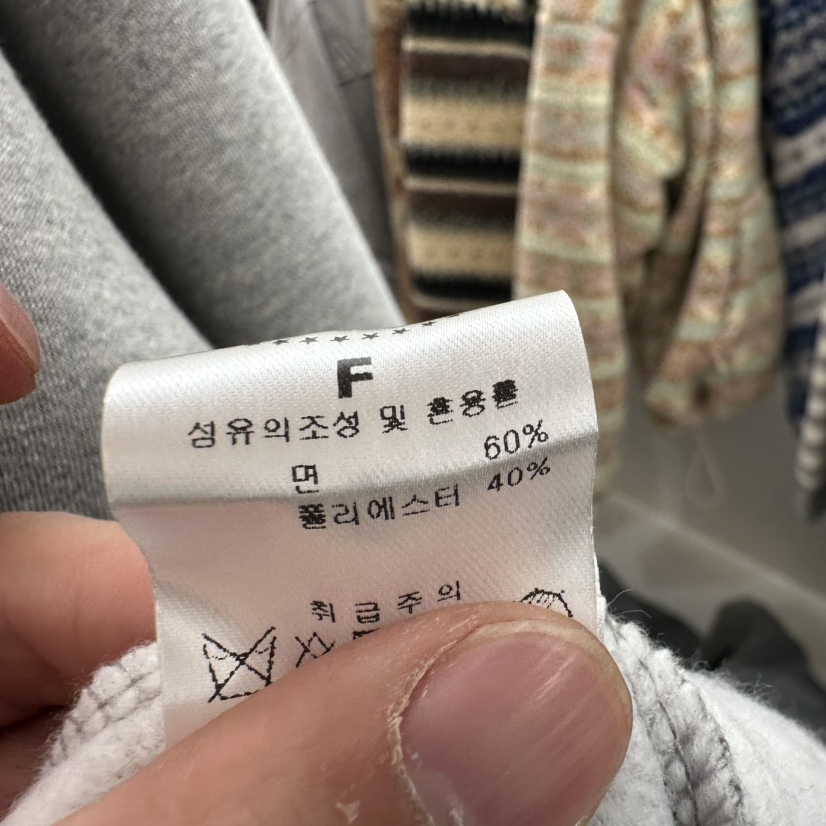 F
섬유의조성 및 혼용률
면 60%
폴리에스터 40%
취급주의